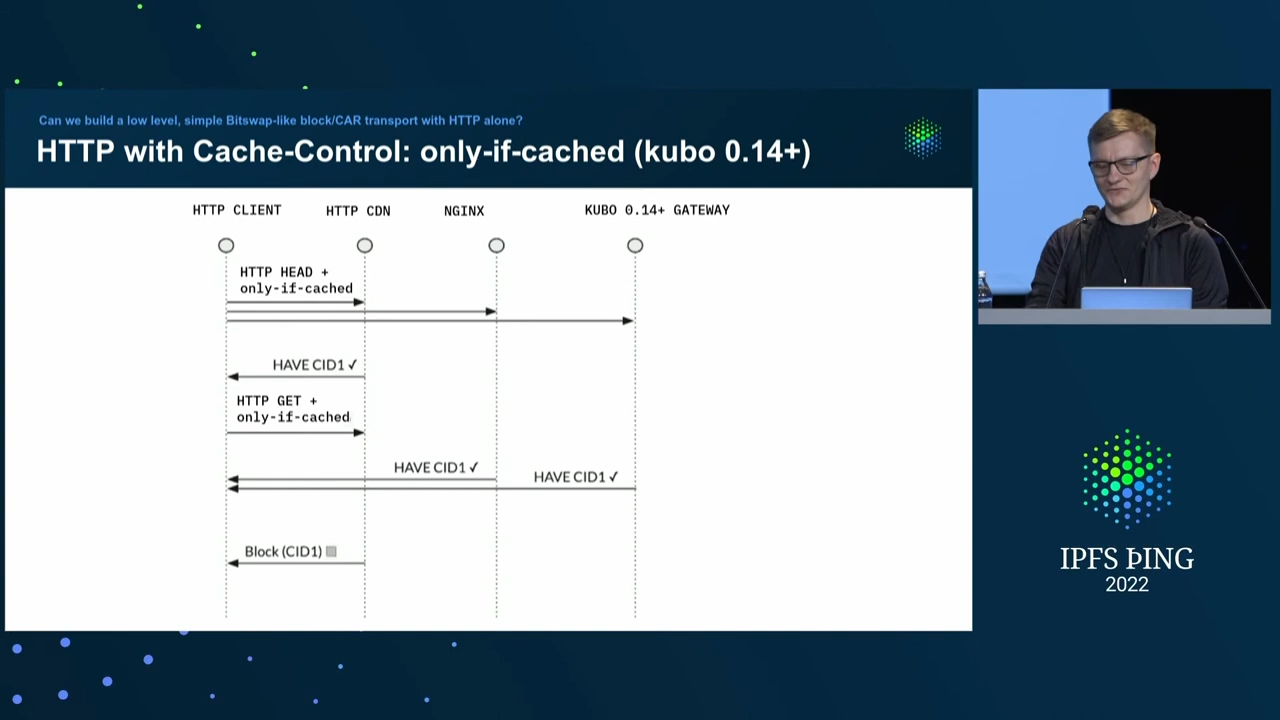 Can we build a low level, simple Bitswap-like block/CAR transport with HTTP alone?
HTTP with Cache-Control: only-if-cached (kubo 0.14+)
HTTP CLIENT
HTTP CDN
NGINX
KUBO 0.14+ GATEWAY
HTTP HEAD +
only-if-cached
HAVE CID1 ✓
HTTP GET +
only-if-cached
HAVE CID1 ✓
HAVE CID1 ✓
Block (CID1)
IPFS ÞING
2022